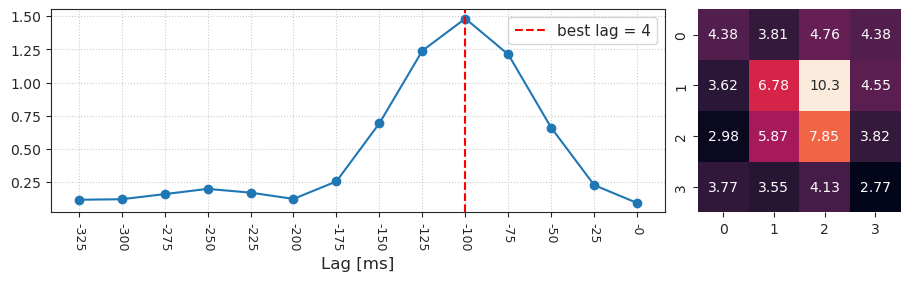 1.50
1.25
1.00
0.75
0.50
0.25
best lag = 4
-325 -300 -275 -250 -225 -200 -175 -150 -125 -100 -75 -50 -25 -0
Lag [ms]
0 4.38 3.81 4.76 4.38
1 3.62 6.78 10.3 4.55
2 2.98 5.87 7.85 3.82
3 3.77 3.55 4.13 2.77
0 1 2 3